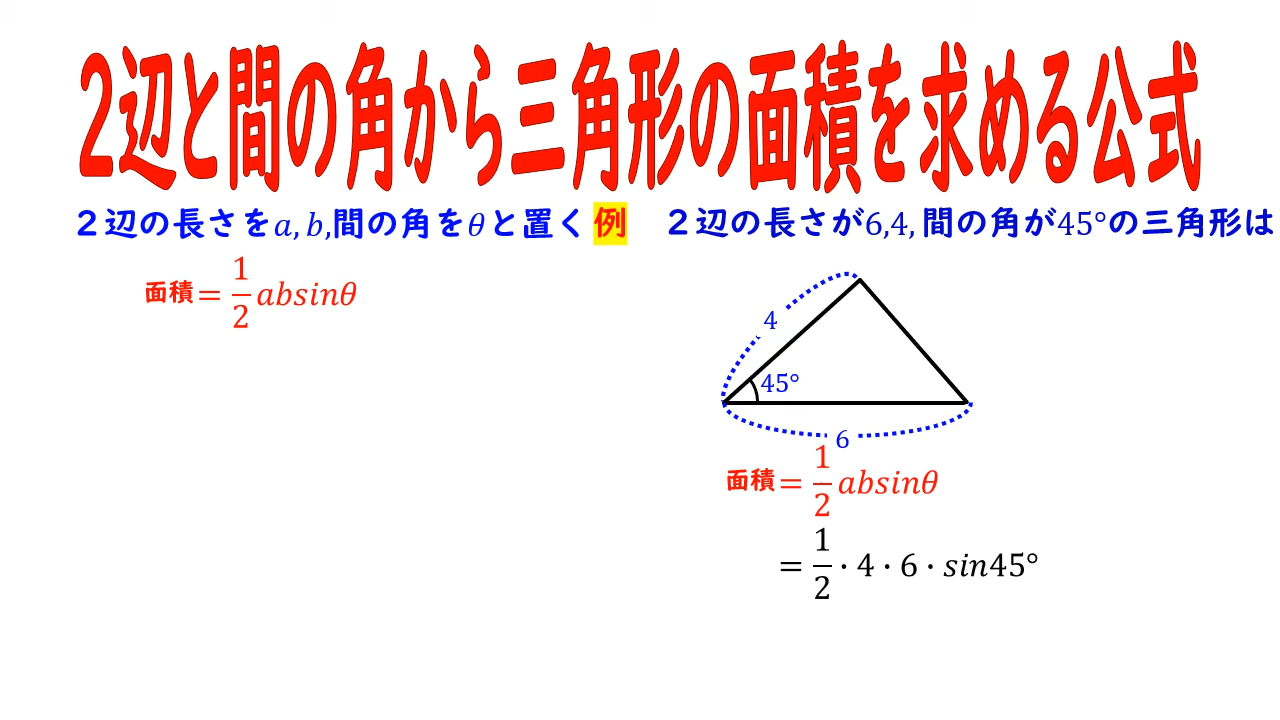 2辺と間の角から三角形の面積を求める公式
２辺の長さをa, b,間の角をθと置く
面積 = 1/2 absinθ
例 ２辺の長さが6,4, 間の角が45°の三角形は
4
45°
6
面積 = 1/2 absinθ
= 1/2 · 4 · 6 · sin45°